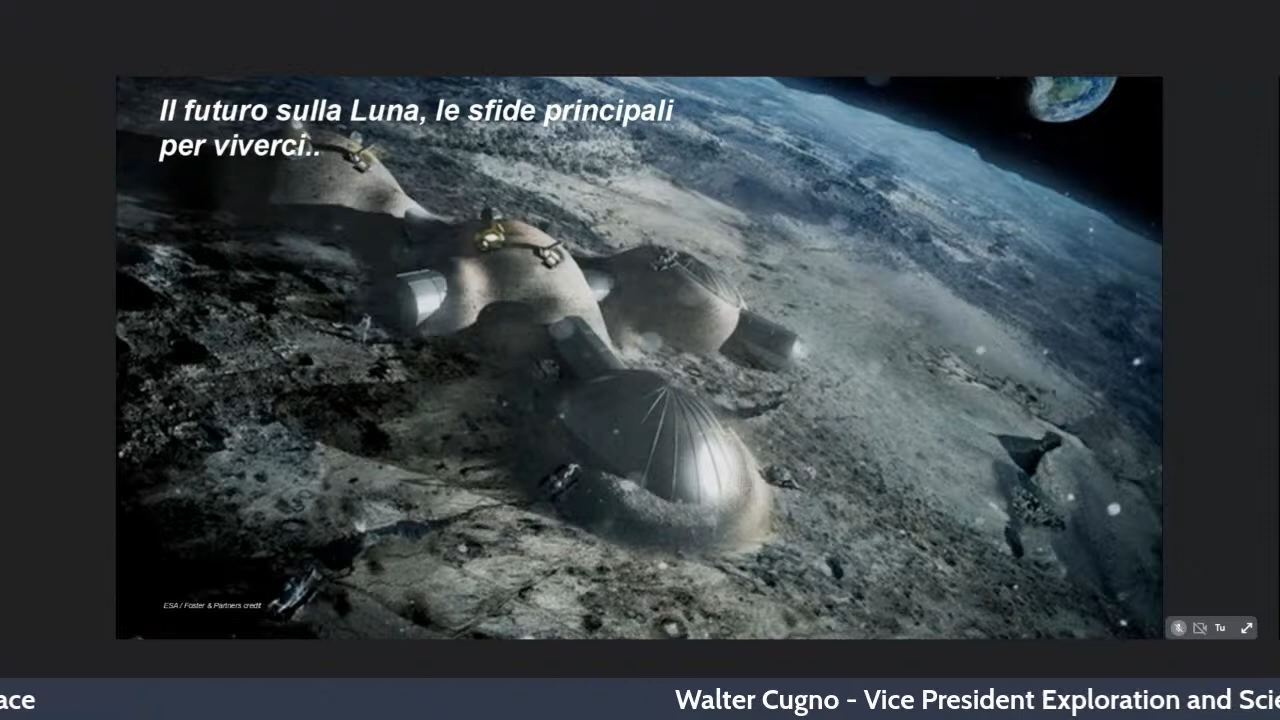 Il futuro sulla Luna, le sfide principali
per viverci..
ESA / Foster & Partners credit
Tu
ace
Walter Cugno - Vice President Exploration and Scie